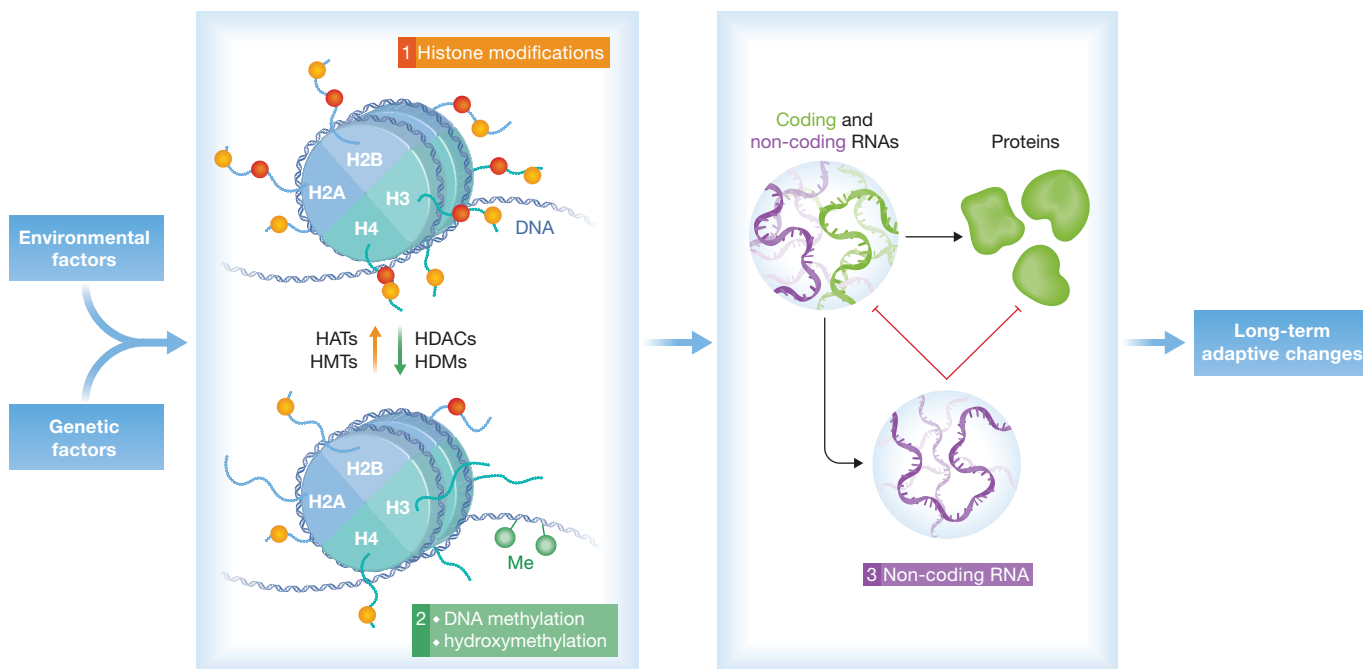 Environmental
factors
Genetic
factors
1 Histone modifications
H2B
H2A
H3
H4
DNA
HATs
HMTs
HDACs
HDMs
H2B
H2A
H3
H4
Me
2 • DNA methylation
• hydroxymethylation
Coding and
non-coding RNAs
Proteins
3 Non-coding RNA
Long-term
adaptive changes